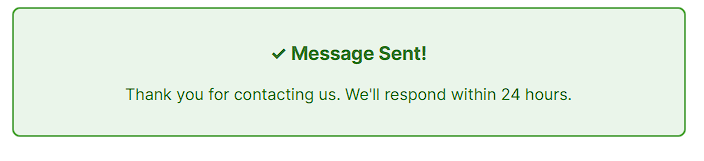 ✓ Message Sent!
Thank you for contacting us. We'll respond within 24 hours.